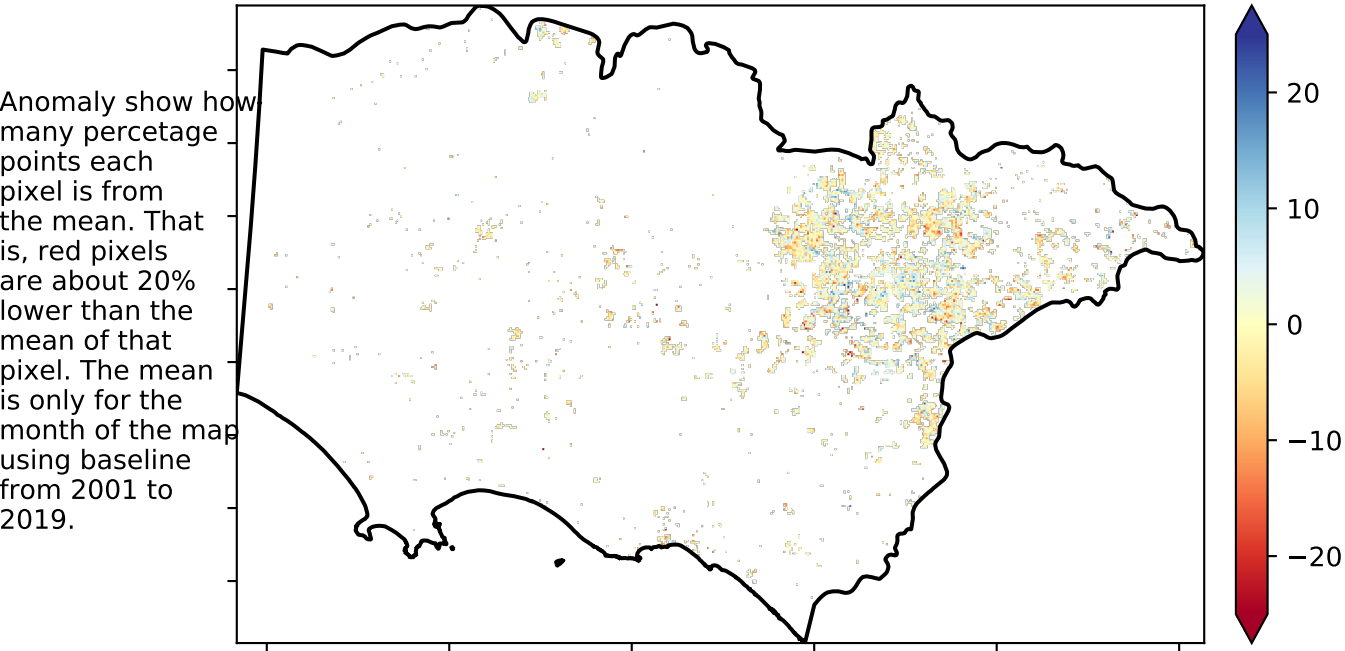 Anomaly show how
many percetage
points each
pixel is from
the mean. That
is, red pixels
are about 20%
lower than the
mean of that
pixel. The mean
is only for the
month of the map
using baseline
from 2001 to
2019.
20
10
0
−10
−20